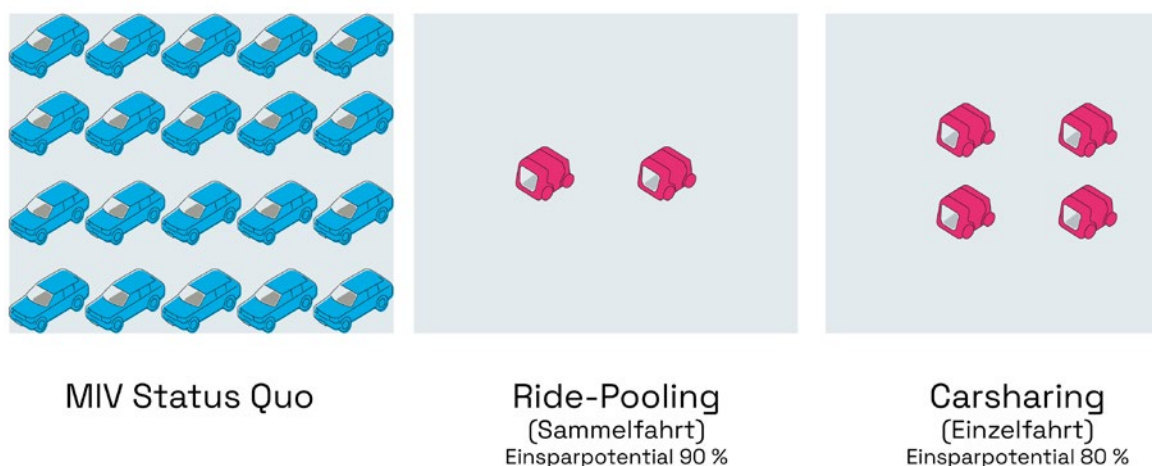 MIV Status Quo
Ride-Pooling
(Sammelfahrt)
Einsparpotential 90 %
Carsharing
(Einzelfahrt)
Einsparpotential 80 %